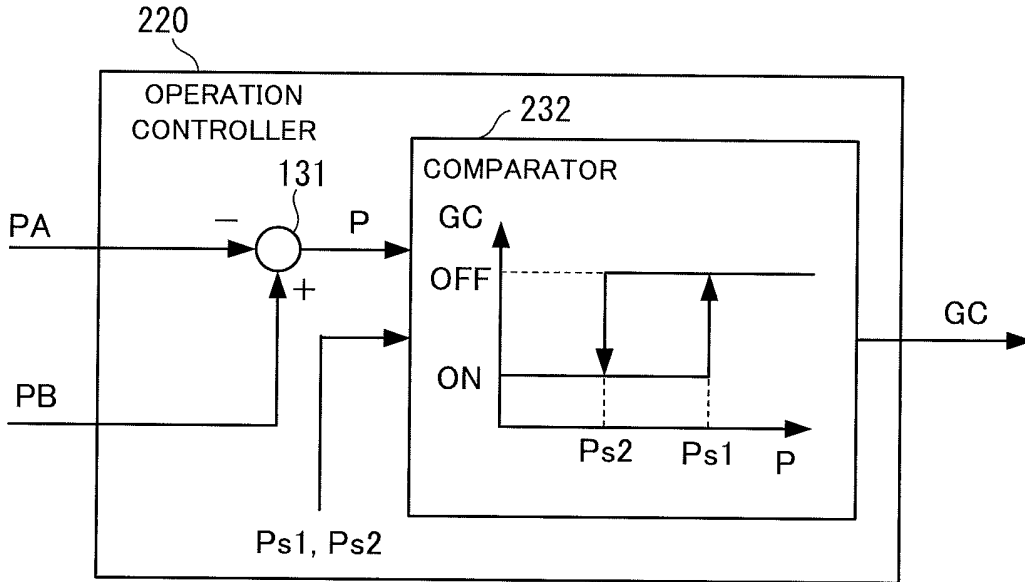 220
OPERATION
CONTROLLER
232
131
COMPARATOR
PA
−
P
GC
+
OFF
GC
ON
PB
Ps2
Ps1
P
Ps1, Ps2